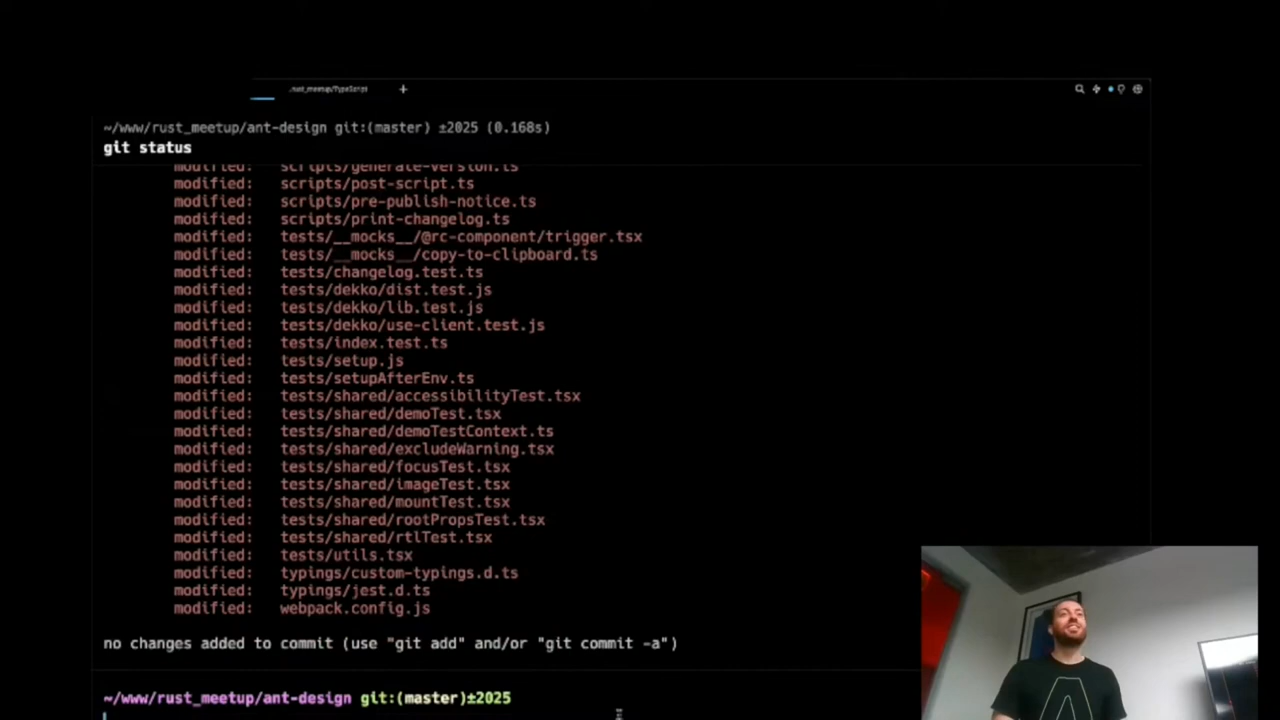 .rust_meetup/TypeScript +
~/www/rust_meetup/ant-design git:(master) ±2025 (0.168s)
git status
modified: scripts/generate-version.ts
modified: scripts/post-script.ts
modified: scripts/pre-publish-notice.ts
modified: scripts/print-changelog.ts
modified: tests/__mocks__/@rc-component/trigger.tsx
modified: tests/__mocks__/copy-to-clipboard.ts
modified: tests/changelog.test.ts
modified: tests/dekko/dist.test.js
modified: tests/dekko/lib.test.js
modified: tests/dekko/use-client.test.js
modified: tests/index.test.ts
modified: tests/setup.js
modified: tests/setupAfterEnv.ts
modified: tests/shared/accessibilityTest.tsx
modified: tests/shared/demoTest.tsx
modified: tests/shared/demoTestContext.ts
modified: tests/shared/excludeWarning.tsx
modified: tests/shared/focusTest.tsx
modified: tests/shared/imageTest.tsx
modified: tests/shared/mountTest.tsx
modified: tests/shared/rootPropsTest.tsx
modified: tests/shared/rtlTest.tsx
modified: tests/utils.tsx
modified: typings/custom-typings.d.ts
modified: typings/jest.d.ts
modified: webpack.config.js
no changes added to commit (use "git add" and/or "git commit -a")
~/www/rust_meetup/ant-design git:(master)±2025